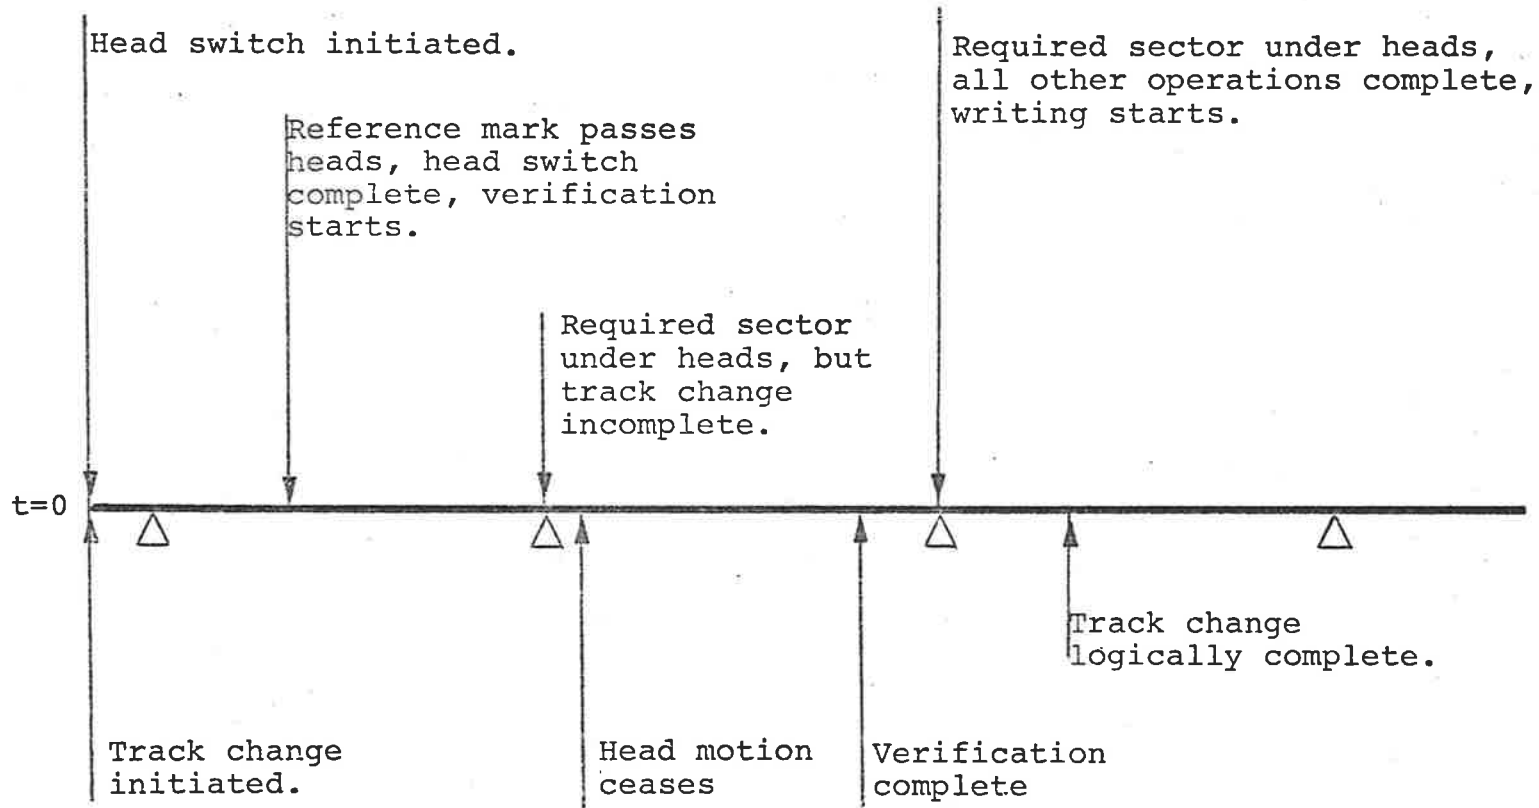 Head switch initiated.
Required sector under heads,
all other operations complete,
writing starts.
Reference mark passes
heads, head switch
complete, verification
starts.
Required sector
under heads, but
track change
incomplete.
t=0
Track change
logically complete.
Track change
initiated.
Head motion
ceases
Verification
complete